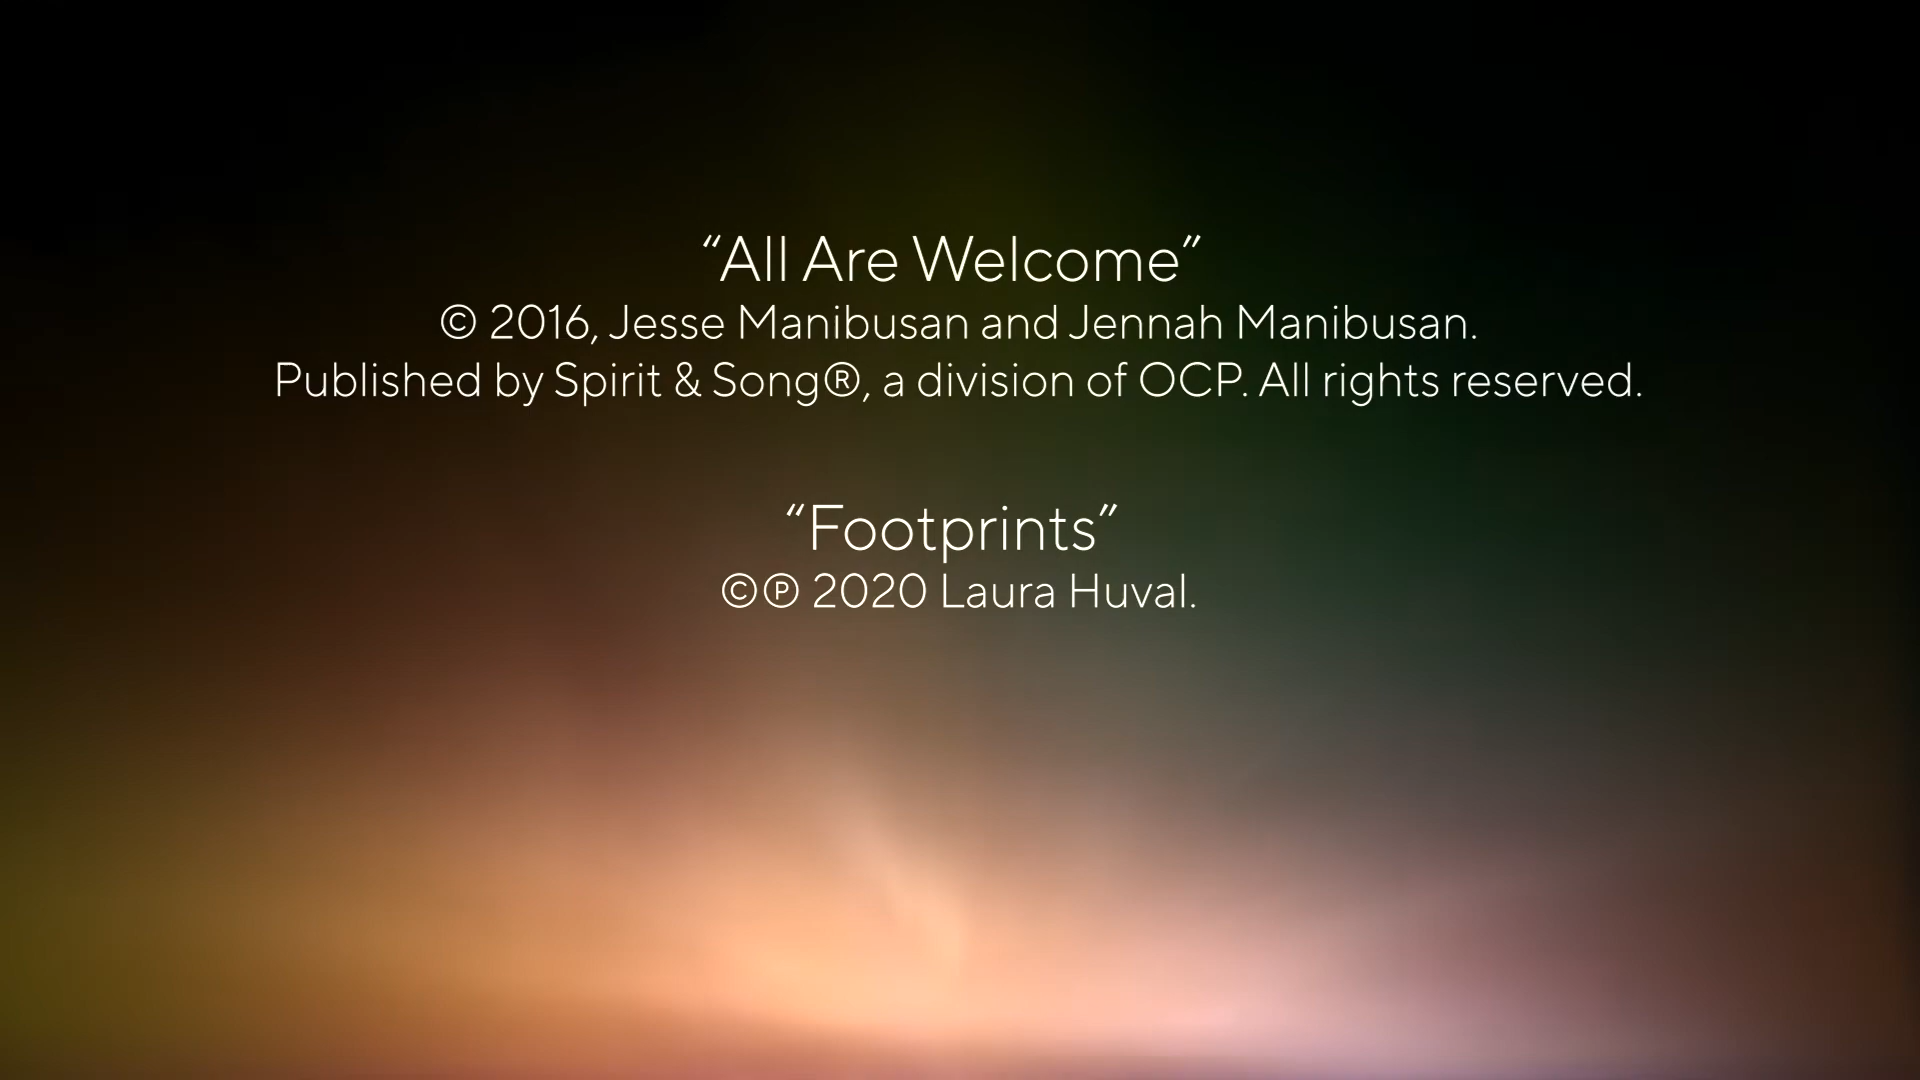 “All Are Welcome”
© 2016, Jesse Manibusan and Jennah Manibusan.
Published by Spirit & Song®, a division of OCP. All rights reserved.
“Footprints”
©℗ 2020 Laura Huval.